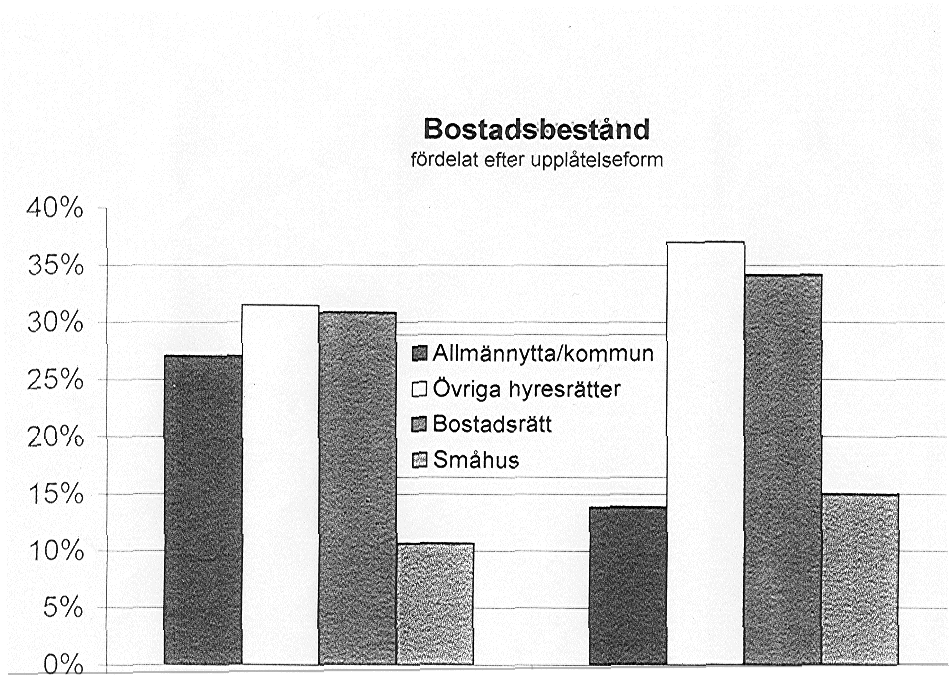 Bostadsbestånd
fördelat efter upplåtelseform
40%
35%
30%
25%
20%
15%
10%
5%
0%
Allmännytta/kommun
Övriga hyresrätter
Bostadsrätt
Småhus